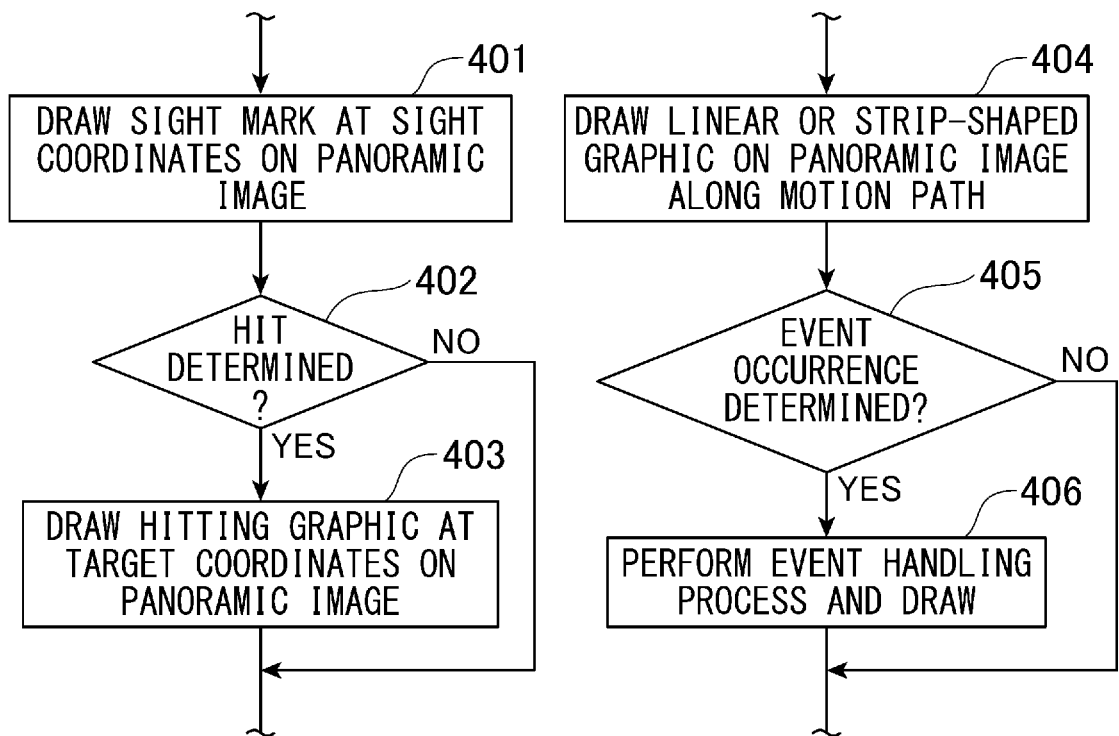 401
DRAW SIGHT MARK AT SIGHT
COORDINATES ON PANORAMIC
IMAGE
402
HIT
DETERMINED
?
NO
YES
403
DRAW HITTING GRAPHIC AT
TARGET COORDINATES ON
PANORAMIC IMAGE
404
DRAW LINEAR OR STRIP-SHAPED
GRAPHIC ON PANORAMIC IMAGE
ALONG MOTION PATH
405
EVENT
OCCURRENCE
DETERMINED?
NO
YES
406
PERFORM EVENT HANDLING
PROCESS AND DRAW